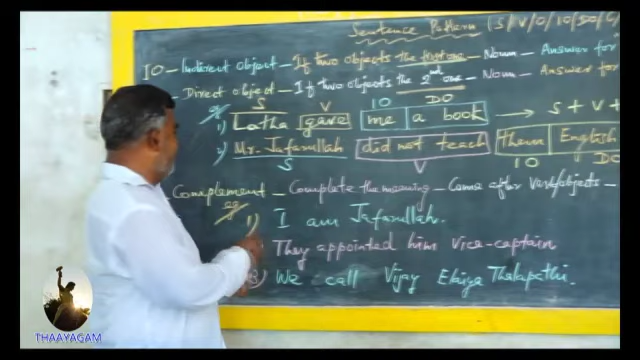 Sentence Pattern (S/V/O/IO/DO/C
IO - Indirect object - If two objects the first one - Noun - Answer for
Direct object - If two objects the 2nd one - Noun - Answer for
eg S V IO DO
1) Latha gave me a book → S + V +
2) Mr. Jafarullah did not teach them English
S V IO DO
Complement - Complete the meaning - Came after verb/objects -
eg 1) I am Jafarullah.
They appointed him vice-captain
3) We call Vijay Elaiya Thalapathi.
THAAYAGAM